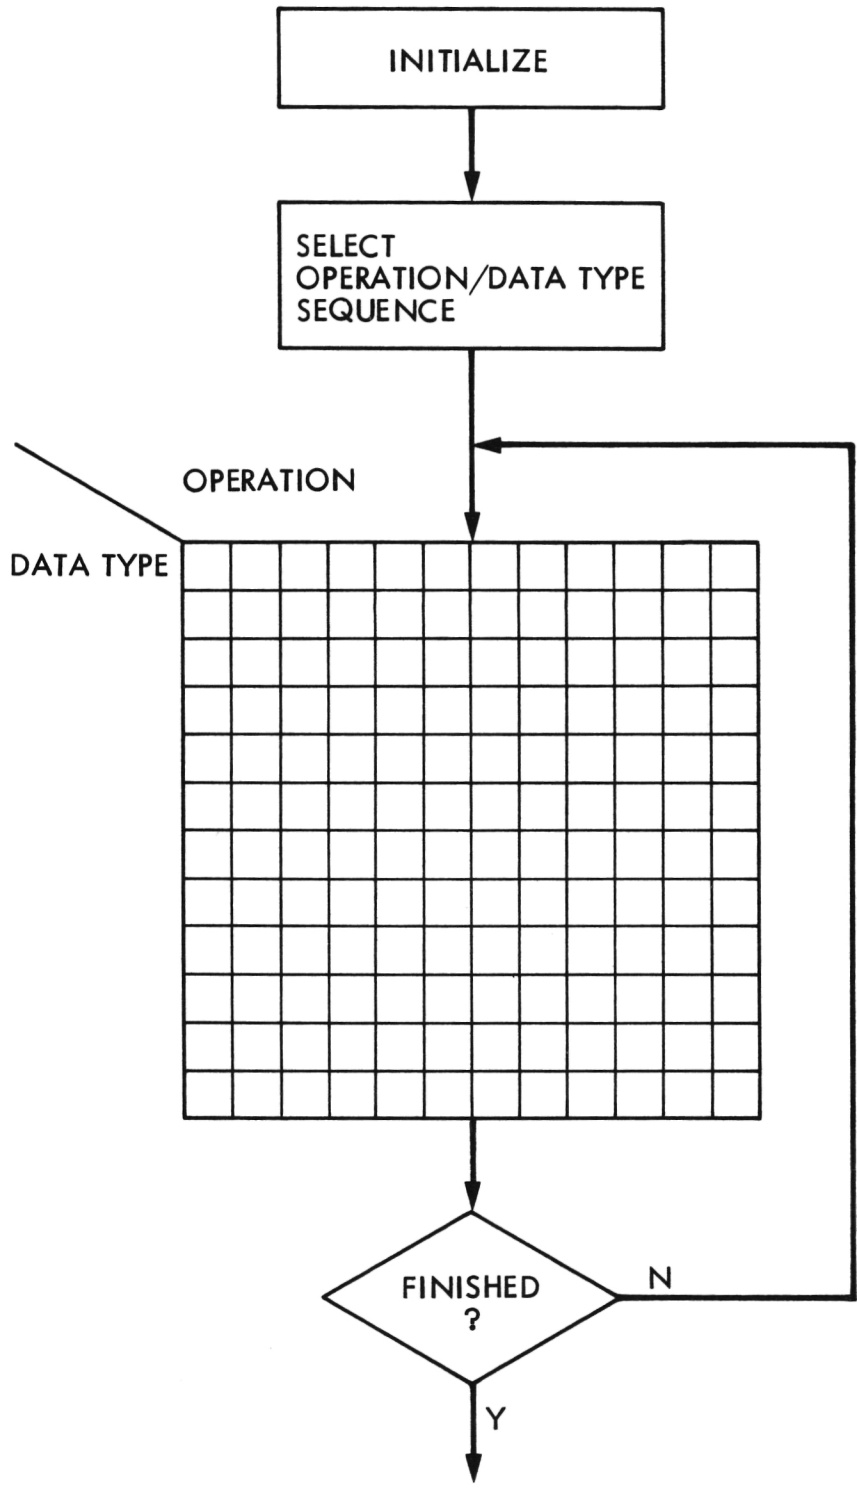 INITIALIZE
SELECT
OPERATION/DATA TYPE
SEQUENCE
OPERATION
DATA TYPE
FINISHED
?
N
Y